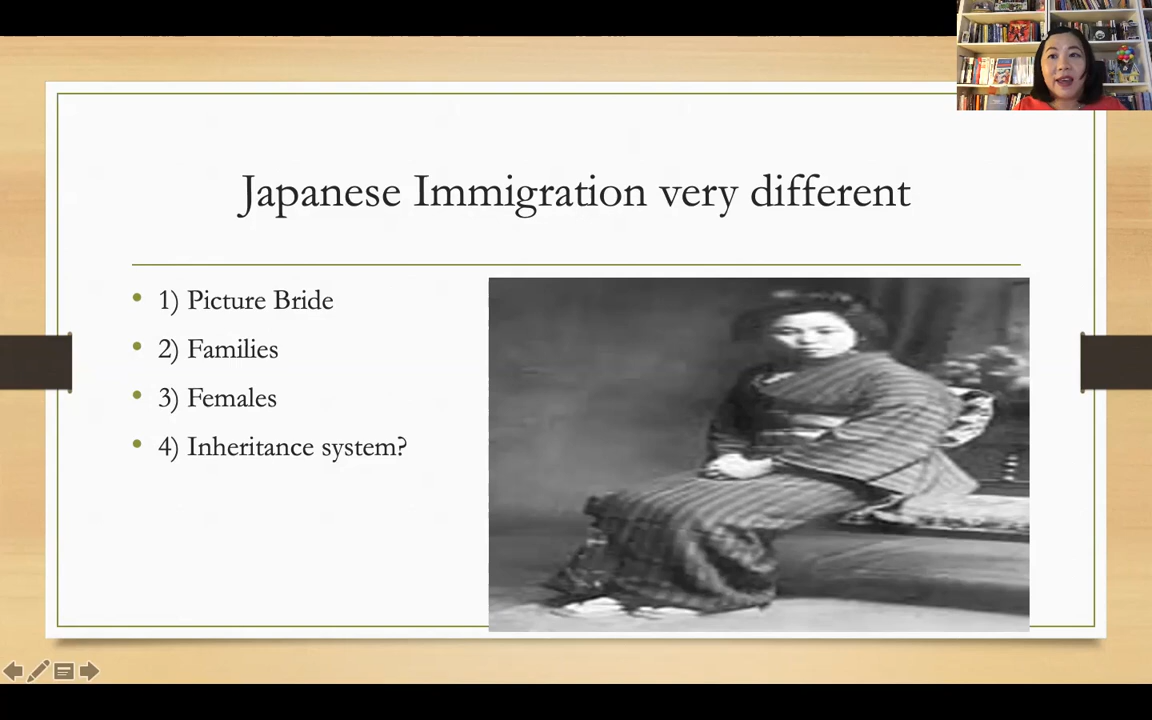 Japanese Immigration very different
• 1) Picture Bride
• 2) Families
• 3) Females
• 4) Inheritance system?